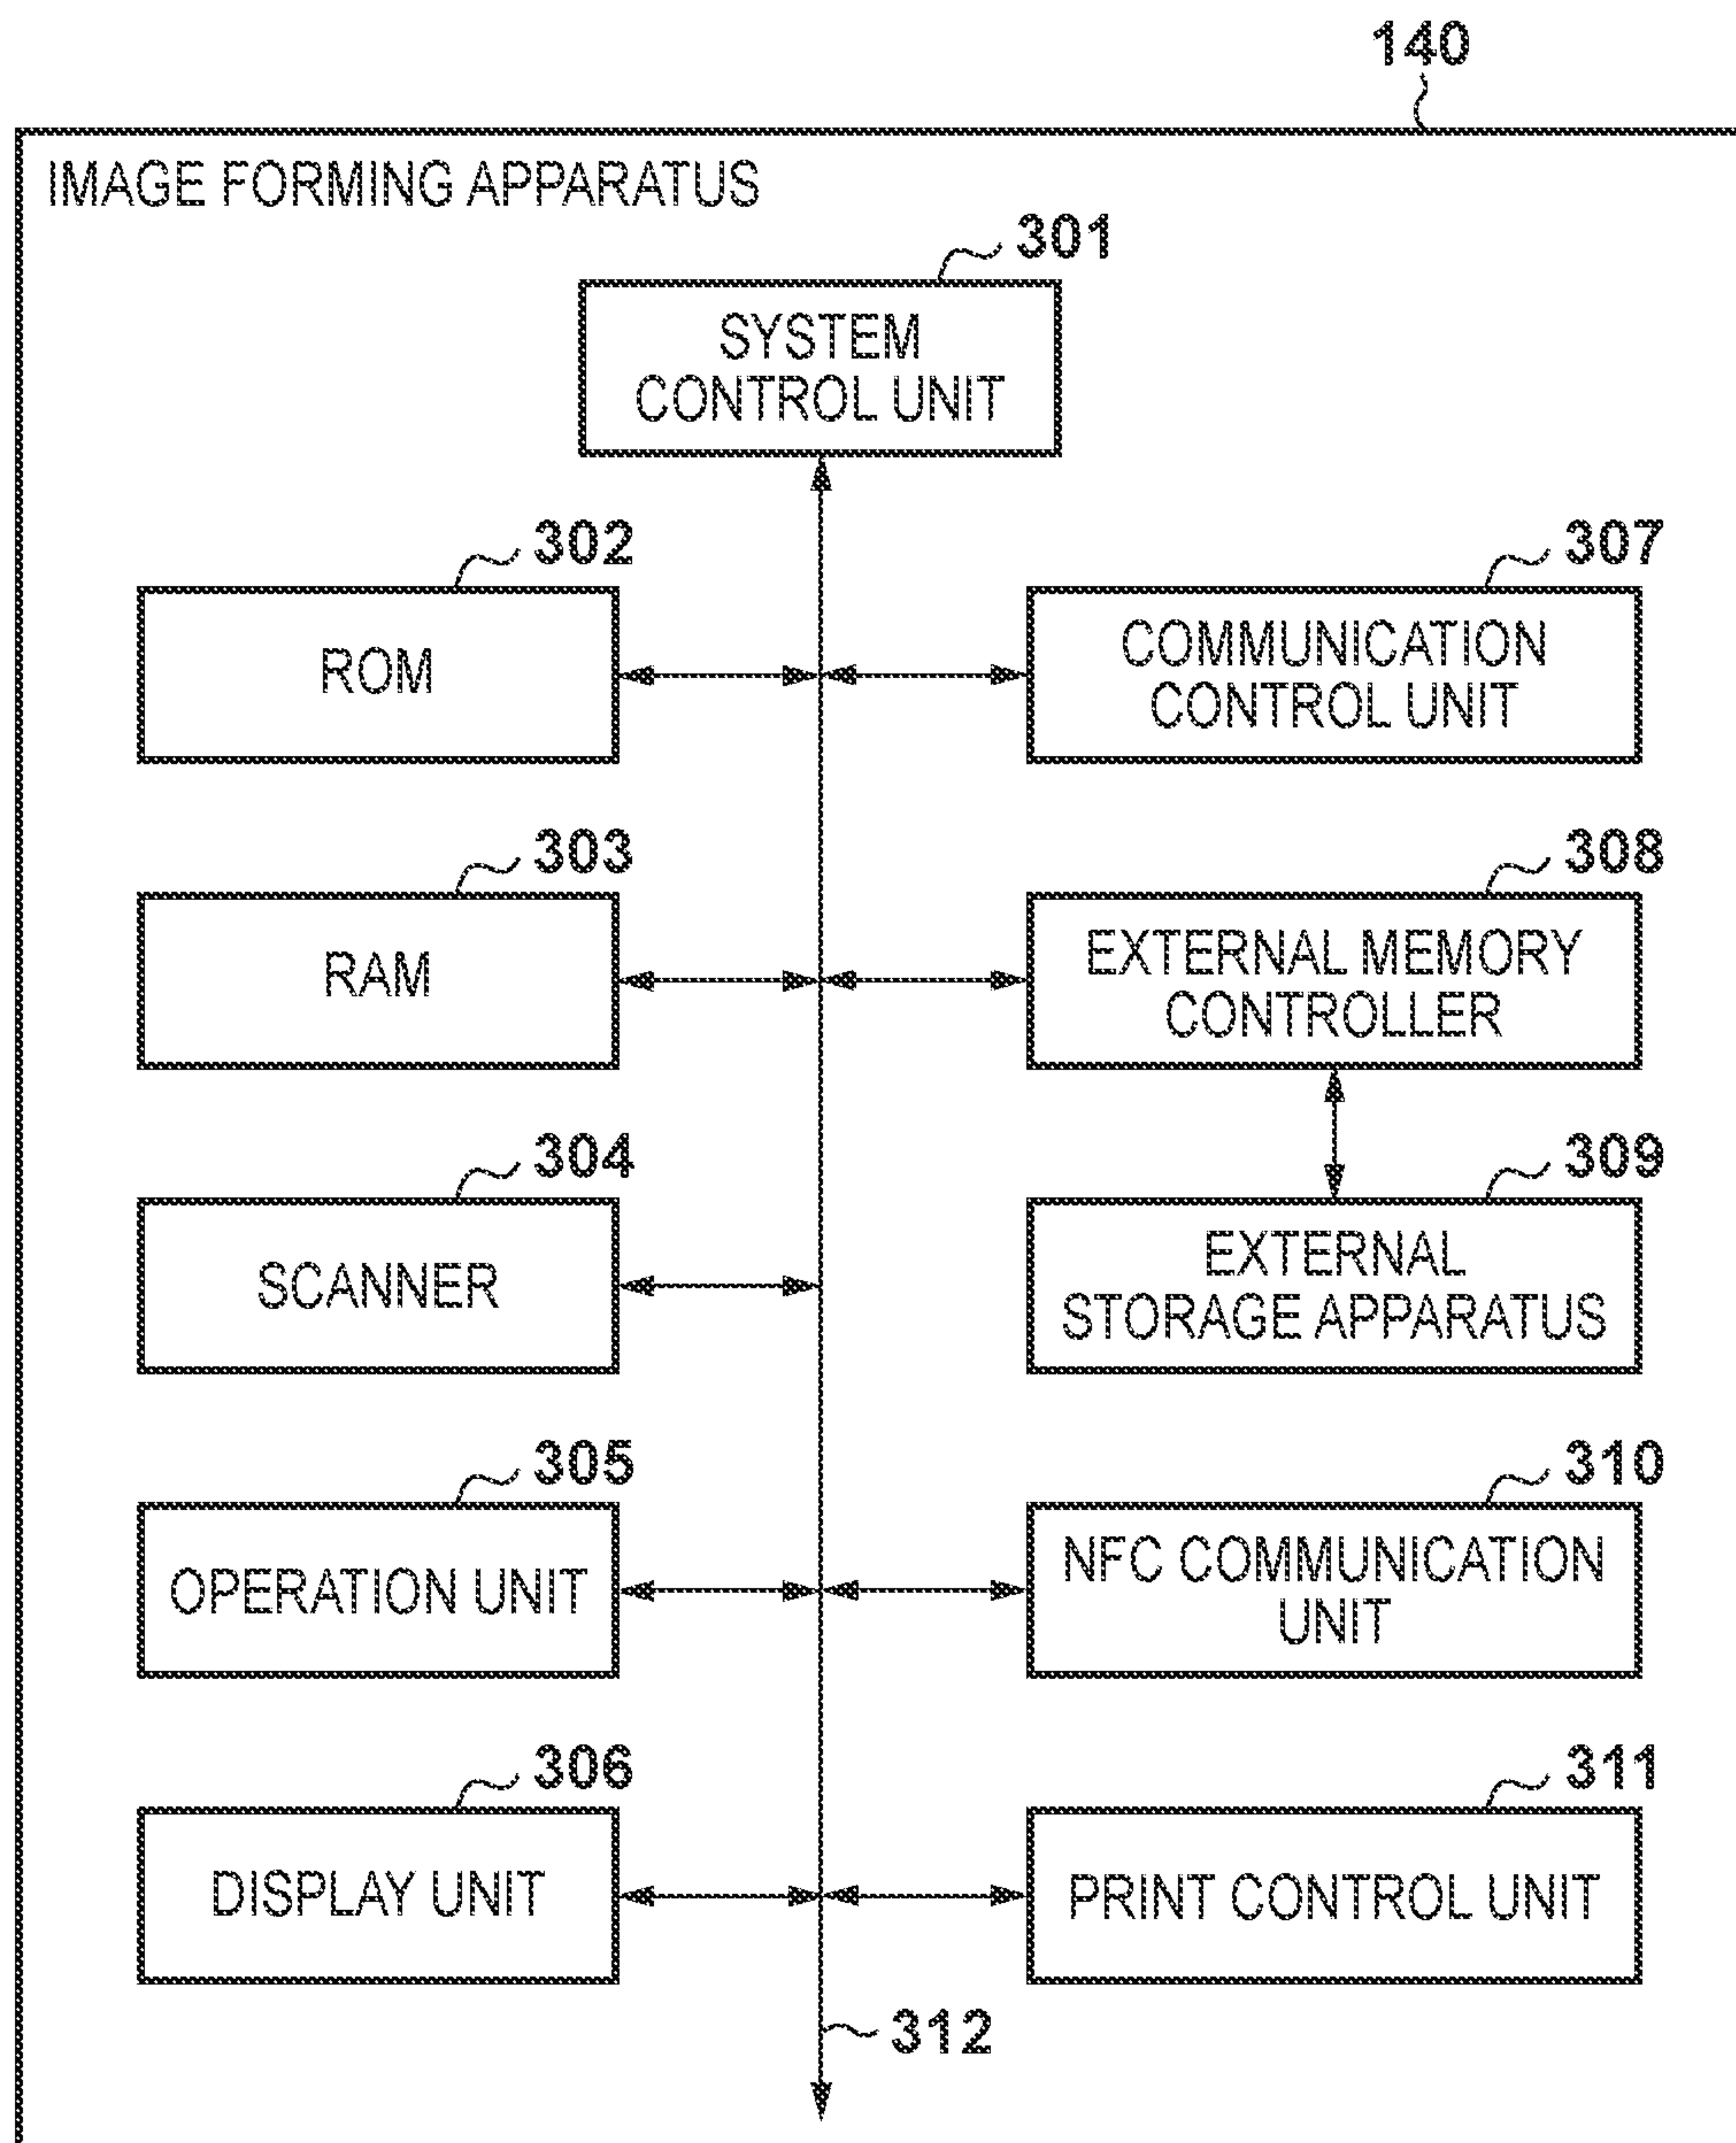 140
IMAGE FORMING APPARATUS
301
SYSTEM
CONTROL UNIT
302
ROM
307
COMMUNICATION
CONTROL UNIT
303
RAM
308
EXTERNAL MEMORY
CONTROLLER
304
SCANNER
309
EXTERNAL
STORAGE APPARATUS
305
OPERATION UNIT
310
NFC COMMUNICATION
UNIT
306
DISPLAY UNIT
311
PRINT CONTROL UNIT
312